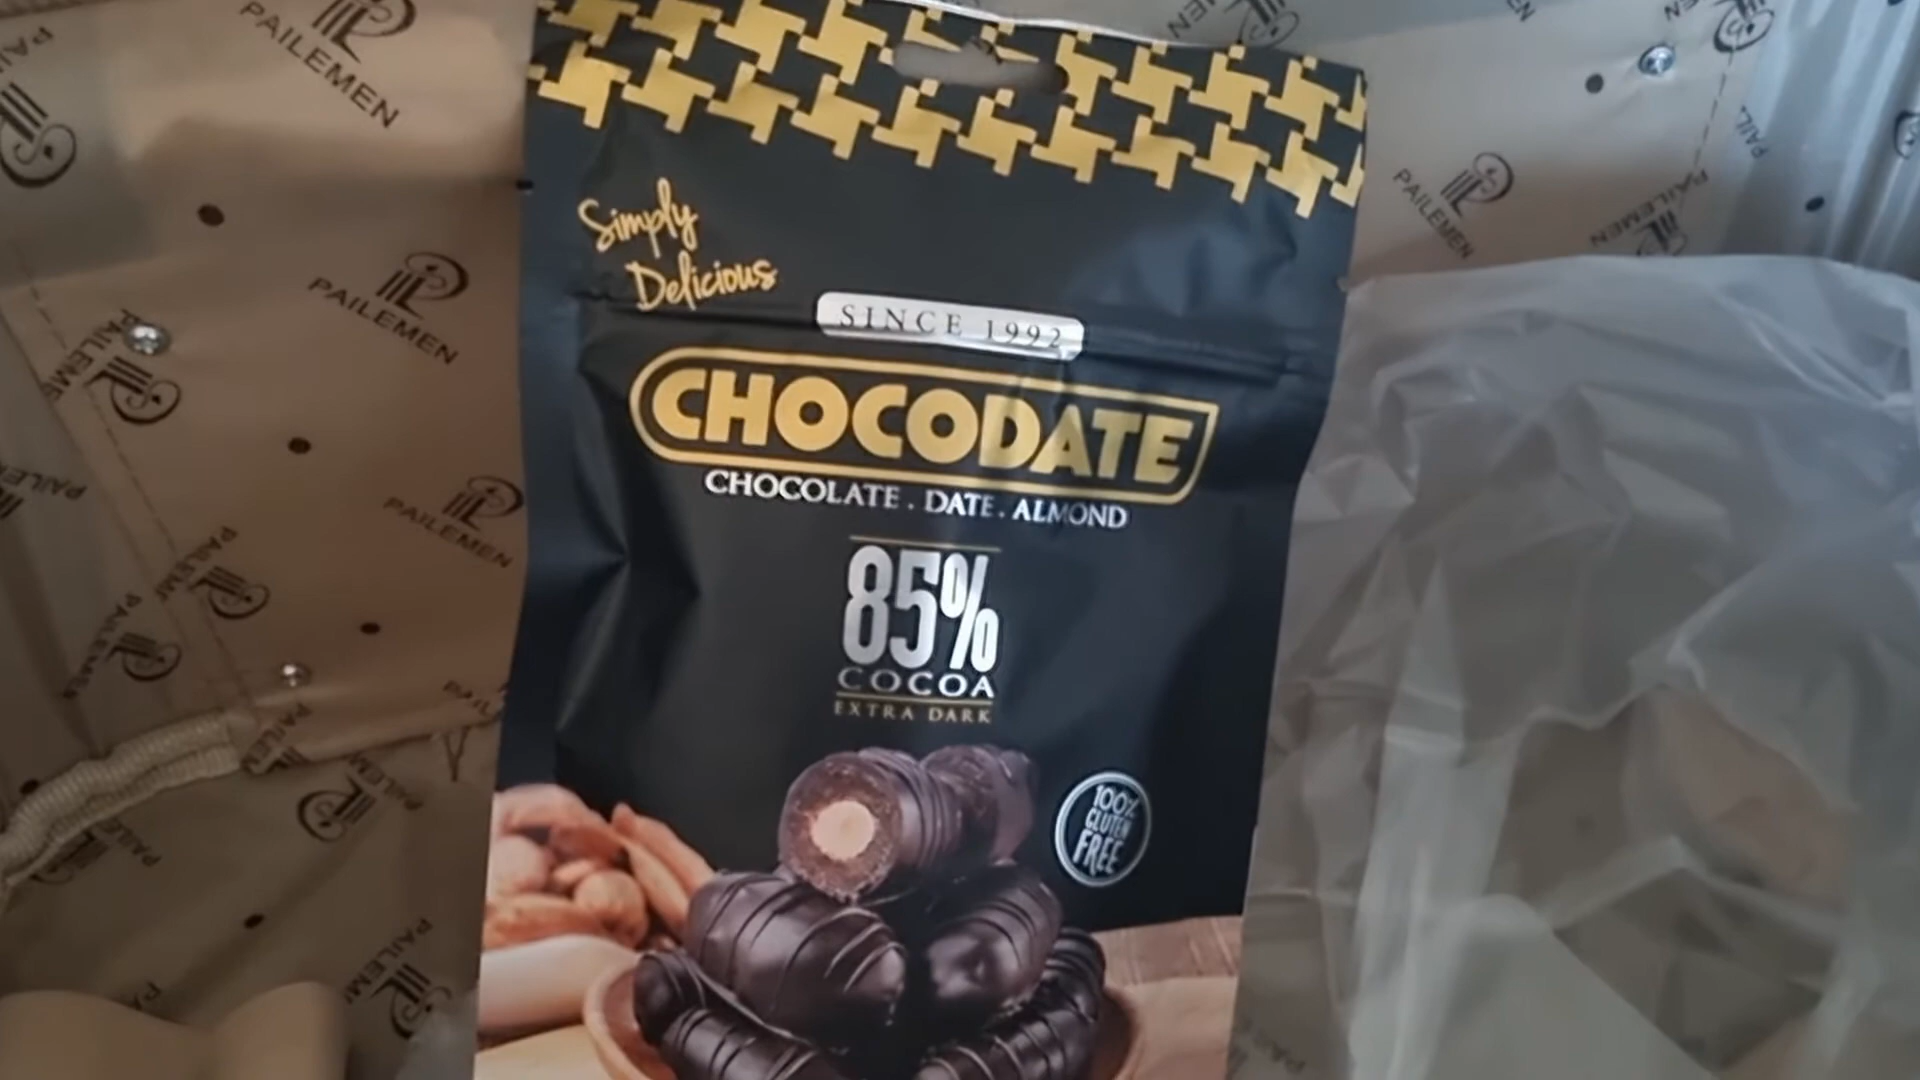 Simply
Delicious
SINCE 1992
CHOCODATE
CHOCOLATE . DATE . ALMOND
85%
COCOA
EXTRA DARK
100%
GLUTEN
FREE
PAILEMEN
PAILEMEN
PAILEMEN
PAILEMEN
PAILEMEN